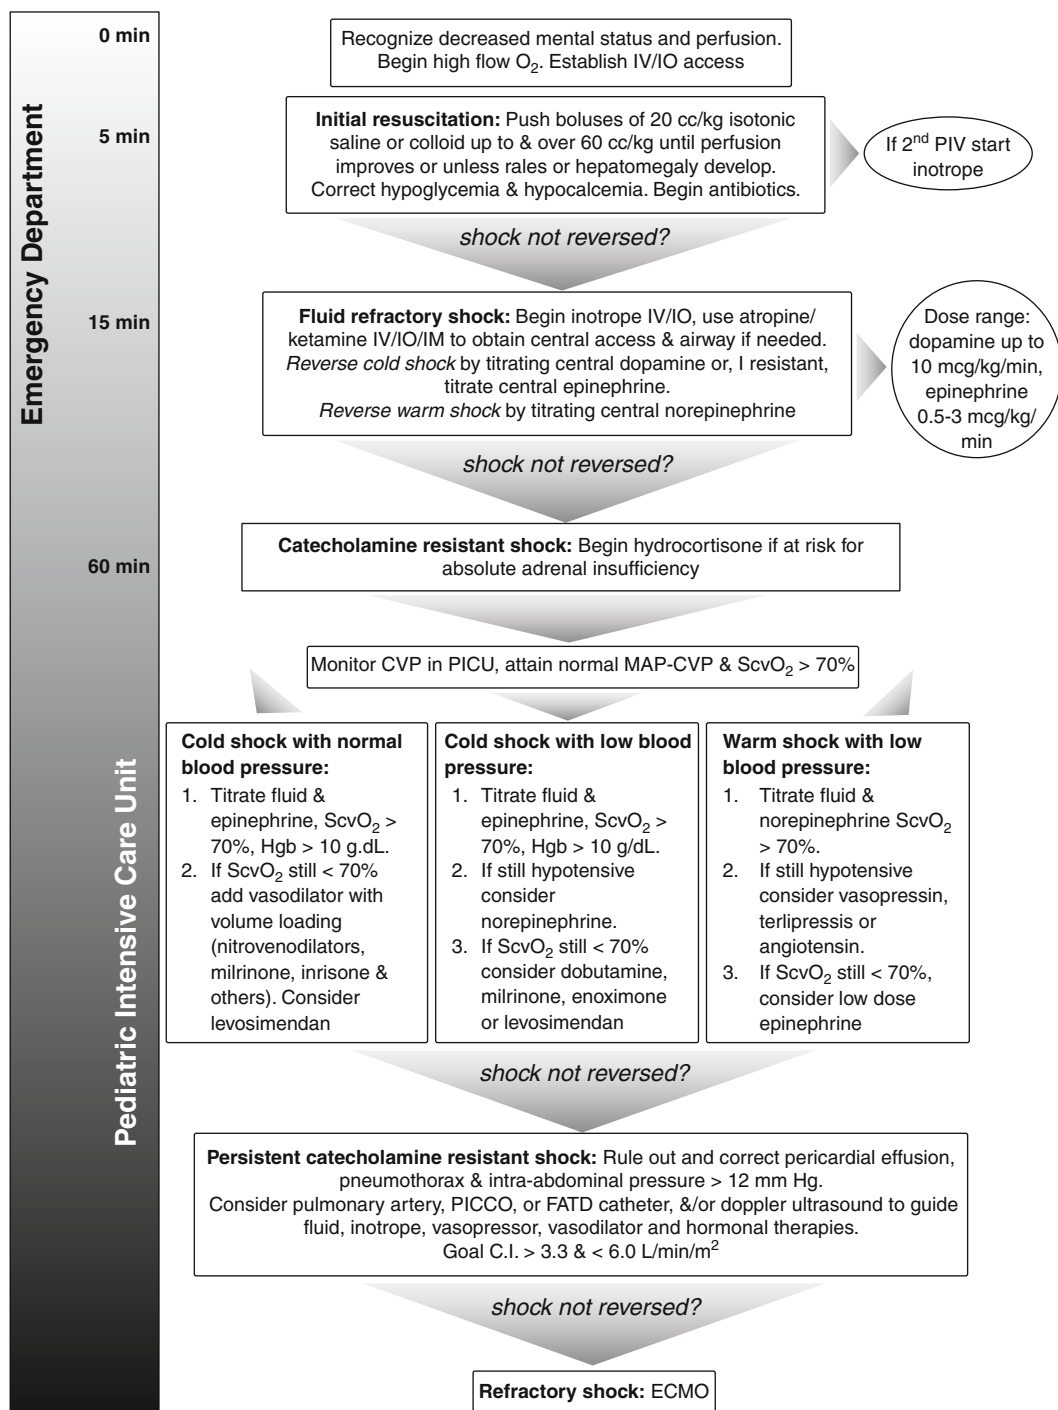 0 min
Recognize decreased mental status and perfusion.
Begin high flow O2. Establish IV/IO access
Emergency Department
5 min
Initial resuscitation: Push boluses of 20 cc/kg isotonic
saline or colloid up to & over 60 cc/kg until perfusion
improves or unless rales or hepatomegaly develop.
Correct hypoglycemia & hypocalcemia. Begin antibiotics.
If 2nd PIV start
inotrope
shock not reversed?
15 min
Fluid refractory shock: Begin inotrope IV/IO, use atropine/
ketamine IV/IO/IM to obtain central access & airway if needed.
Reverse cold shock by titrating central dopamine or, I resistant,
titrate central epinephrine.
Reverse warm shock by titrating central norepinephrine
Dose range:
dopamine up to
10 mcg/kg/min,
epinephrine
0.5-3 mcg/kg/
min
shock not reversed?
60 min
Catecholamine resistant shock: Begin hydrocortisone if at risk for
absolute adrenal insufficiency
Monitor CVP in PICU, attain normal MAP-CVP & ScvO2 > 70%
Pediatric Intensive Care Unit
Cold shock with normal
blood pressure:
1. Titrate fluid &
epinephrine, ScvO2 >
70%, Hgb > 10 g.dL.
2. If ScvO2 still < 70%
add vasodilator with
volume loading
(nitrovenodilators,
milrinone, inrisone &
others). Consider
levosimendan
Cold shock with low blood
pressure:
1. Titrate fluid &
epinephrine, ScvO2 >
70%, Hgb > 10 g/dL.
2. If still hypotensive
consider
norepinephrine.
3. If ScvO2 still < 70%
consider dobutamine,
milrinone, enoximone
or levosimendan
Warm shock with low
blood pressure:
1. Titrate fluid &
norepinephrine ScvO2
> 70%.
2. If still hypotensive
consider vasopressin,
terlipressis or
angiotensin.
3. If ScvO2 still < 70%,
consider low dose
epinephrine
shock not reversed?
Persistent catecholamine resistant shock: Rule out and correct pericardial effusion,
pneumothorax & intra-abdominal pressure > 12 mm Hg.
Consider pulmonary artery, PICCO, or FATD catheter, &/or doppler ultrasound to guide
fluid, inotrope, vasopressor, vasodilator and hormonal therapies.
Goal C.I. > 3.3 & < 6.0 L/min/m2
shock not reversed?
Refractory shock: ECMO